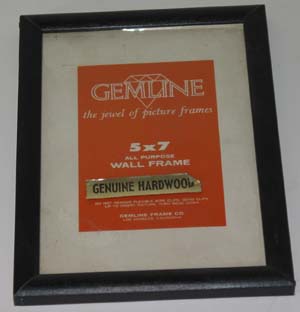 GEMLINE
the jewel of picture frames
5x7
ALL PURPOSE
WALL FRAME
GENUINE HARDWOOD
GEMLINE FRAME CO.
LOS ANGELES, CALIFORNIA